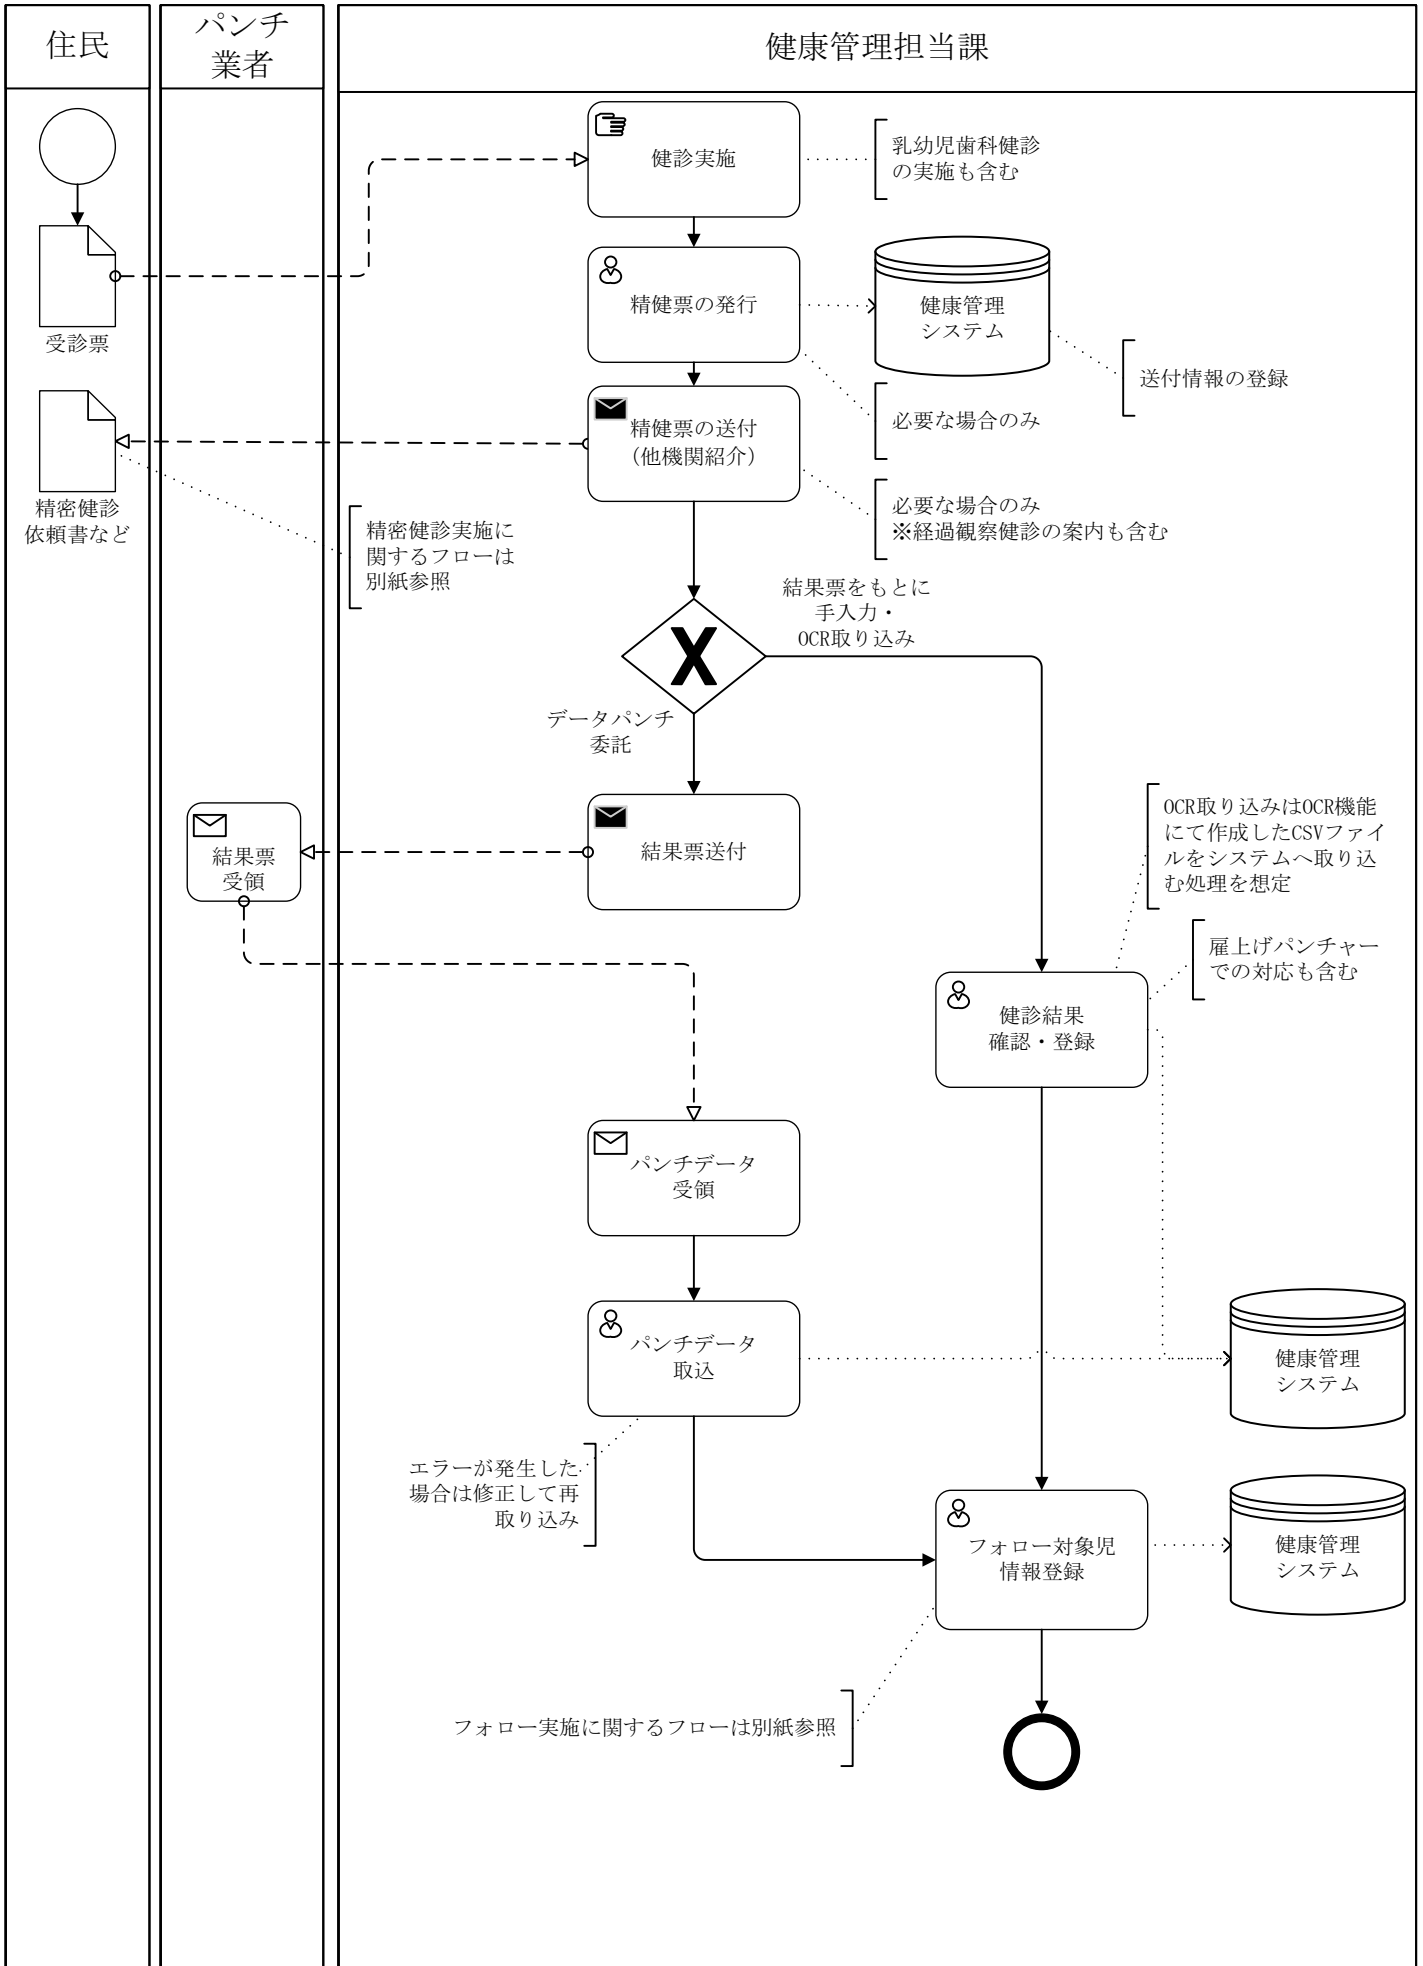 住民
パンチ
業者
健康管理担当課
健診実施
乳幼児歯科健診
の実施も含む
受診票
精健票の発行
健康管理
システム
送付情報の登録
必要な場合のみ
精健票の送付
(他機関紹介)
必要な場合のみ
※経過観察健診の案内も含む
精密健診
依頼書など
精密健診実施に
関するフローは
別紙参照
結果票をもとに
手入力・
OCR取り込み
データパンチ
委託
結果票
受領
結果票送付
OCR取り込みはOCR機能
にて作成したCSVファイ
ルをシステムへ取り込
む処理を想定
雇上げパンチャー
での対応も含む
健診結果
確認・登録
パンチデータ
受領
パンチデータ
取込
健康管理
システム
エラーが発生した
場合は修正して再
取り込み
フォロー対象児
情報登録
健康管理
システム
フォロー実施に関するフローは別紙参照